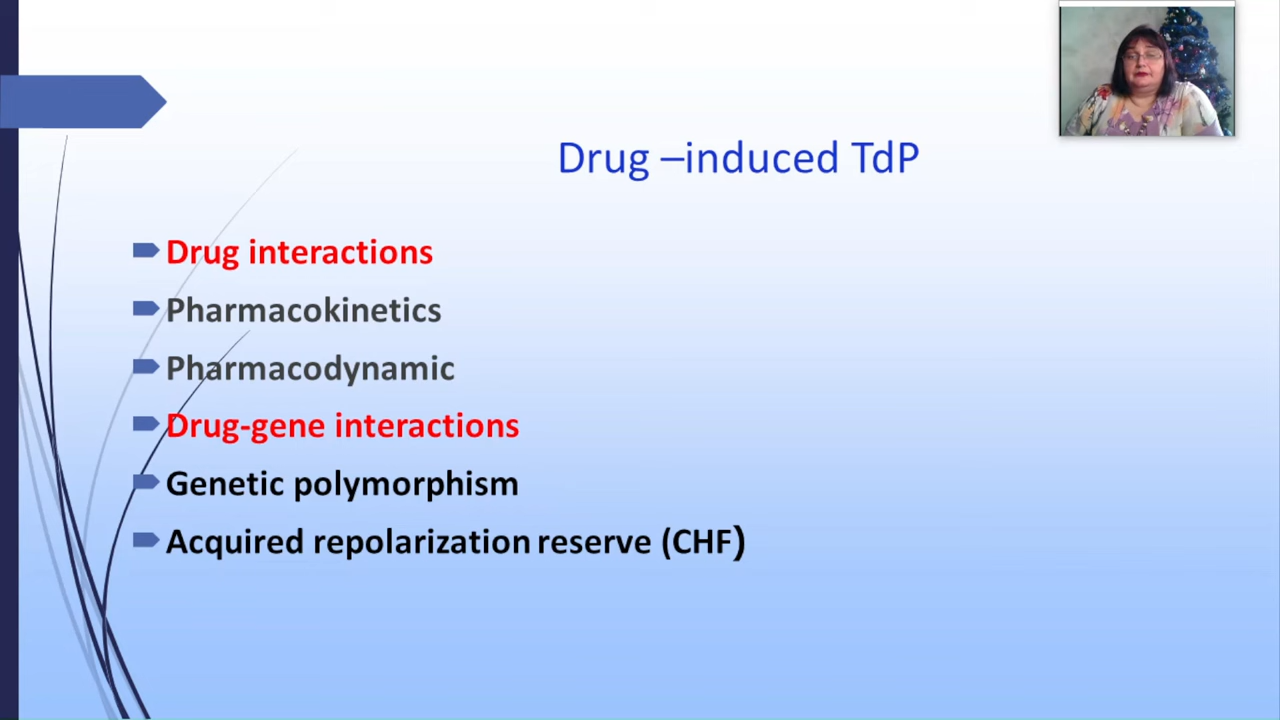 Drug –induced TdP
Drug interactions
Pharmacokinetics
Pharmacodynamic
Drug-gene interactions
Genetic polymorphism
Acquired repolarization reserve (CHF)